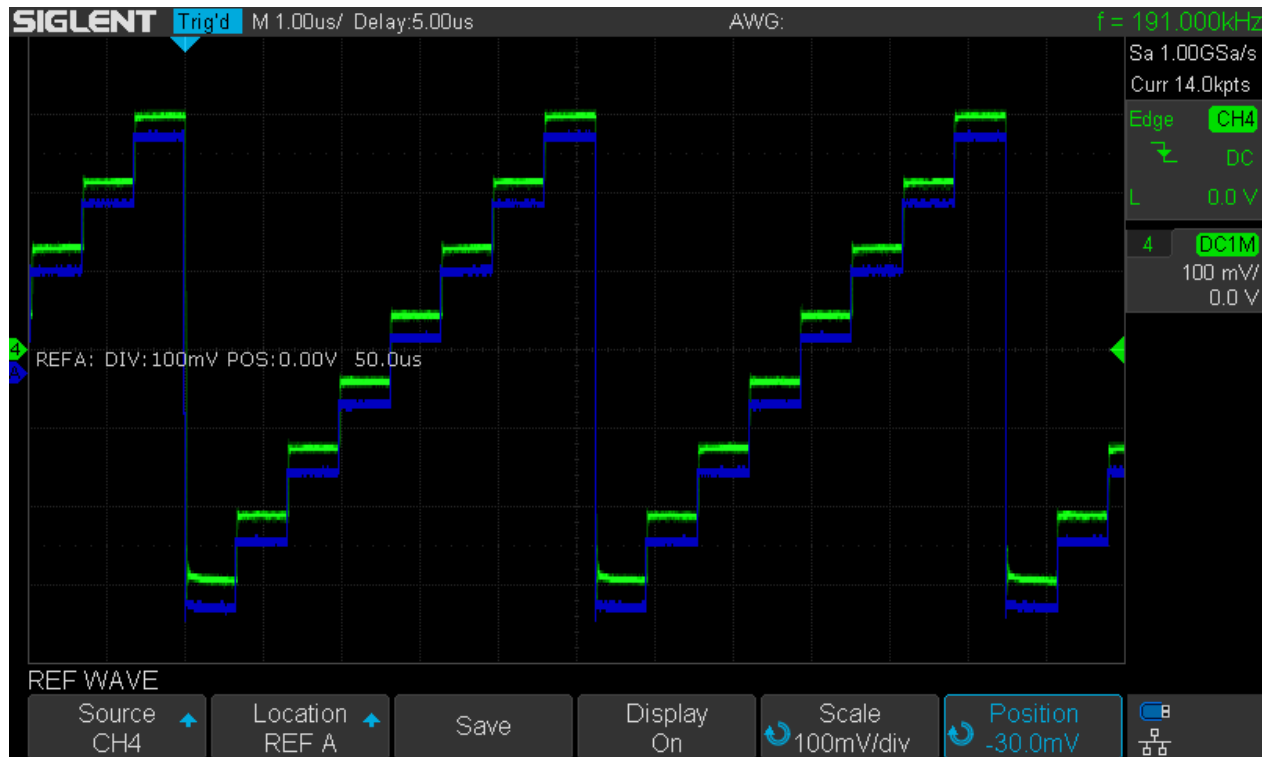 SIGLENT Trig'd M 1.00us/ Delay:5.00us AWG: f = 191.000kHz
Sa 1.00GSa/s
Curr 14.0kpts
Edge CH4
DC
L 0.0 V
4 DC1M
100 mV/
0.0 V
4
REFA: DIV:100mV POS:0.00V 50.0us
A
REF WAVE
Source
CH4
Location
REF A
Save
Display
On
Scale
100mV/div
Position
-30.0mV